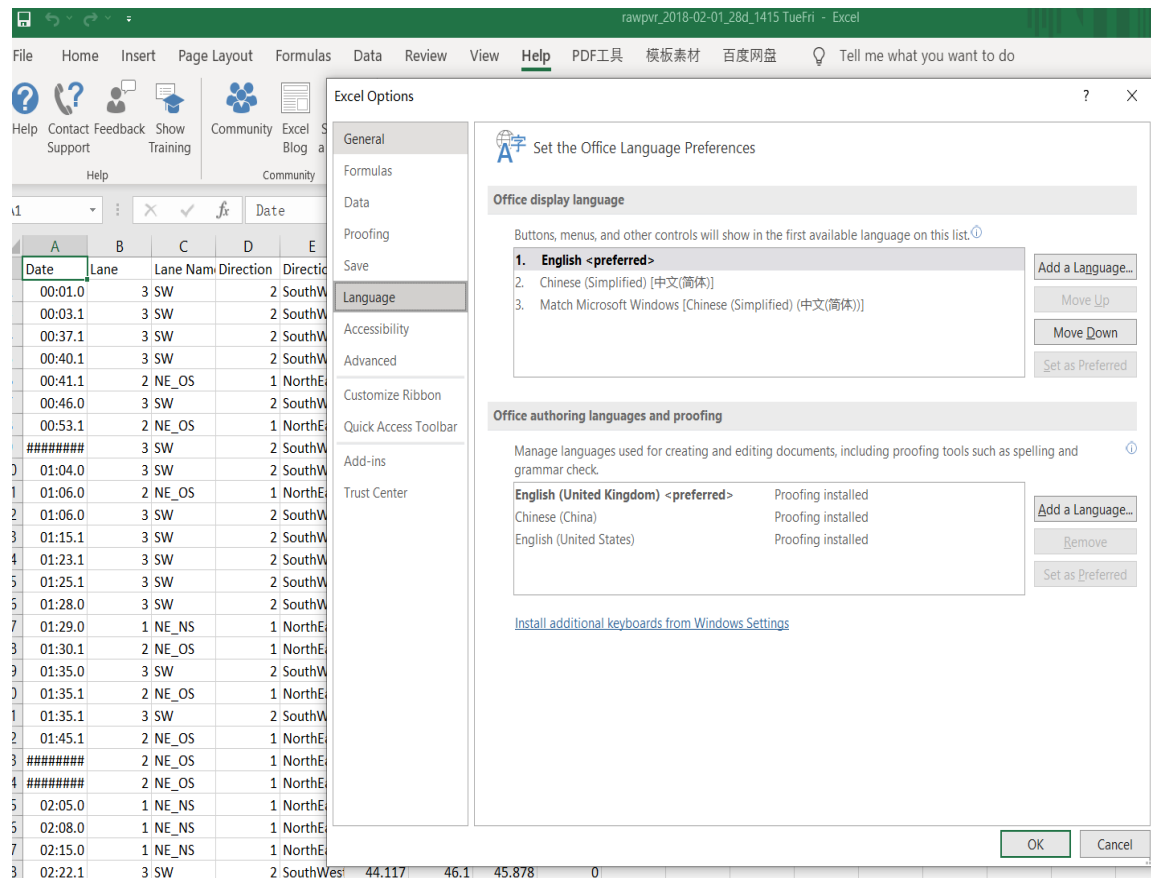 rawpvr_2018-02-01_28d_1415 TueFri - Excel
File Home Insert Page Layout Formulas Data Review View Help PDF工具 模板素材 百度网盘 Tell me what you want to do
Help Contact Support Feedback Show Training Community Excel Blog
Help Community
A1 fx Date
A B C D E
Date Lane Lane Nam Direction Directio
00:01.0 3 SW 2 SouthW
00:03.1 3 SW 2 SouthW
00:37.1 3 SW 2 SouthW
00:40.1 3 SW 2 SouthW
00:41.1 2 NE_OS 1 NorthEa
00:46.0 3 SW 2 SouthW
00:53.1 2 NE_OS 1 NorthEa
######## 3 SW 2 SouthW
01:04.0 3 SW 2 SouthW
01:06.0 2 NE_OS 1 NorthEa
01:06.0 3 SW 2 SouthW
01:15.1 3 SW 2 SouthW
01:23.1 3 SW 2 SouthW
01:25.1 3 SW 2 SouthW
01:28.0 3 SW 2 SouthW
01:29.0 1 NE_NS 1 NorthEa
01:30.1 2 NE_OS 1 NorthEa
01:35.0 3 SW 2 SouthW
01:35.1 2 NE_OS 1 NorthEa
01:35.1 3 SW 2 SouthW
01:45.1 2 NE_OS 1 NorthEa
######## 2 NE_OS 1 NorthEa
######## 2 NE_OS 1 NorthEa
02:05.0 1 NE_NS 1 NorthEa
02:08.0 1 NE_NS 1 NorthEa
02:15.0 1 NE_NS 1 NorthEa
02:22.1 3 SW 2 SouthWest 44.117 46.1 45.878 0
Excel Options ? X
General
Formulas
Data
Proofing
Save
Language
Accessibility
Advanced
Customize Ribbon
Quick Access Toolbar
Add-ins
Trust Center
Set the Office Language Preferences
Office display language
Buttons, menus, and other controls will show in the first available language on this list.
1. English <preferred>
2. Chinese (Simplified) [中文(简体)]
3. Match Microsoft Windows [Chinese (Simplified) (中文(简体))]
Add a Language...
Move Up
Move Down
Set as Preferred
Office authoring languages and proofing
Manage languages used for creating and editing documents, including proofing tools such as spelling and
grammar check.
English (United Kingdom) <preferred> Proofing installed
Chinese (China) Proofing installed
English (United States) Proofing installed
Add a Language...
Remove
Set as Preferred
Install additional keyboards from Windows Settings
OK Cancel